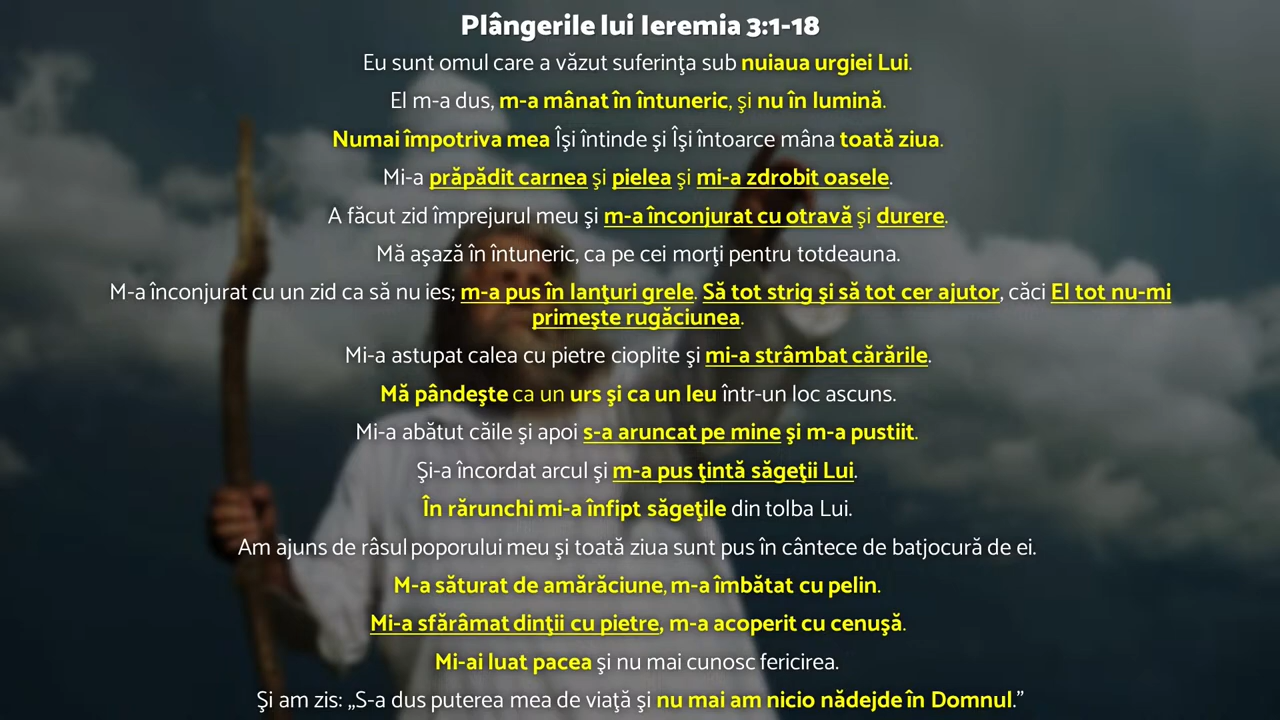 Plângerile lui Ieremia 3:1-18
Eu sunt omul care a văzut suferinţa sub nuiaua urgiei Lui.
El m-a dus, m-a mânat în întuneric, şi nu în lumină.
Numai împotriva mea Îşi întinde şi Îşi întoarce mâna toată ziua.
Mi-a prăpădit carnea şi pielea şi mi-a zdrobit oasele.
A făcut zid împrejurul meu şi m-a înconjurat cu otravă şi durere.
Mă aşază în întuneric, ca pe cei morţi pentru totdeauna.
M-a înconjurat cu un zid ca să nu ies; m-a pus în lanţuri grele. Să tot strig şi să tot cer ajutor, căci El tot nu-mi
primeşte rugăciunea.
Mi-a astupat calea cu pietre cioplite şi mi-a strâmbat cărările.
Mă pândeşte ca un urs şi ca un leu într-un loc ascuns.
Mi-a abătut căile şi apoi s-a aruncat pe mine şi m-a pustiit.
Şi-a încordat arcul şi m-a pus ţintă săgeţii Lui.
În rărunchi mi-a înfipt săgeţile din tolba Lui.
Am ajuns de râsul poporului meu şi toată ziua sunt pus în cântece de batjocură de ei.
M-a săturat de amărăciune, m-a îmbătat cu pelin.
Mi-a sfărâmat dinţii cu pietre, m-a acoperit cu cenuşă.
Mi-ai luat pacea şi nu mai cunosc fericirea.
Şi am zis: „S-a dus puterea mea de viaţă şi nu mai am nicio nădejde în Domnul.”